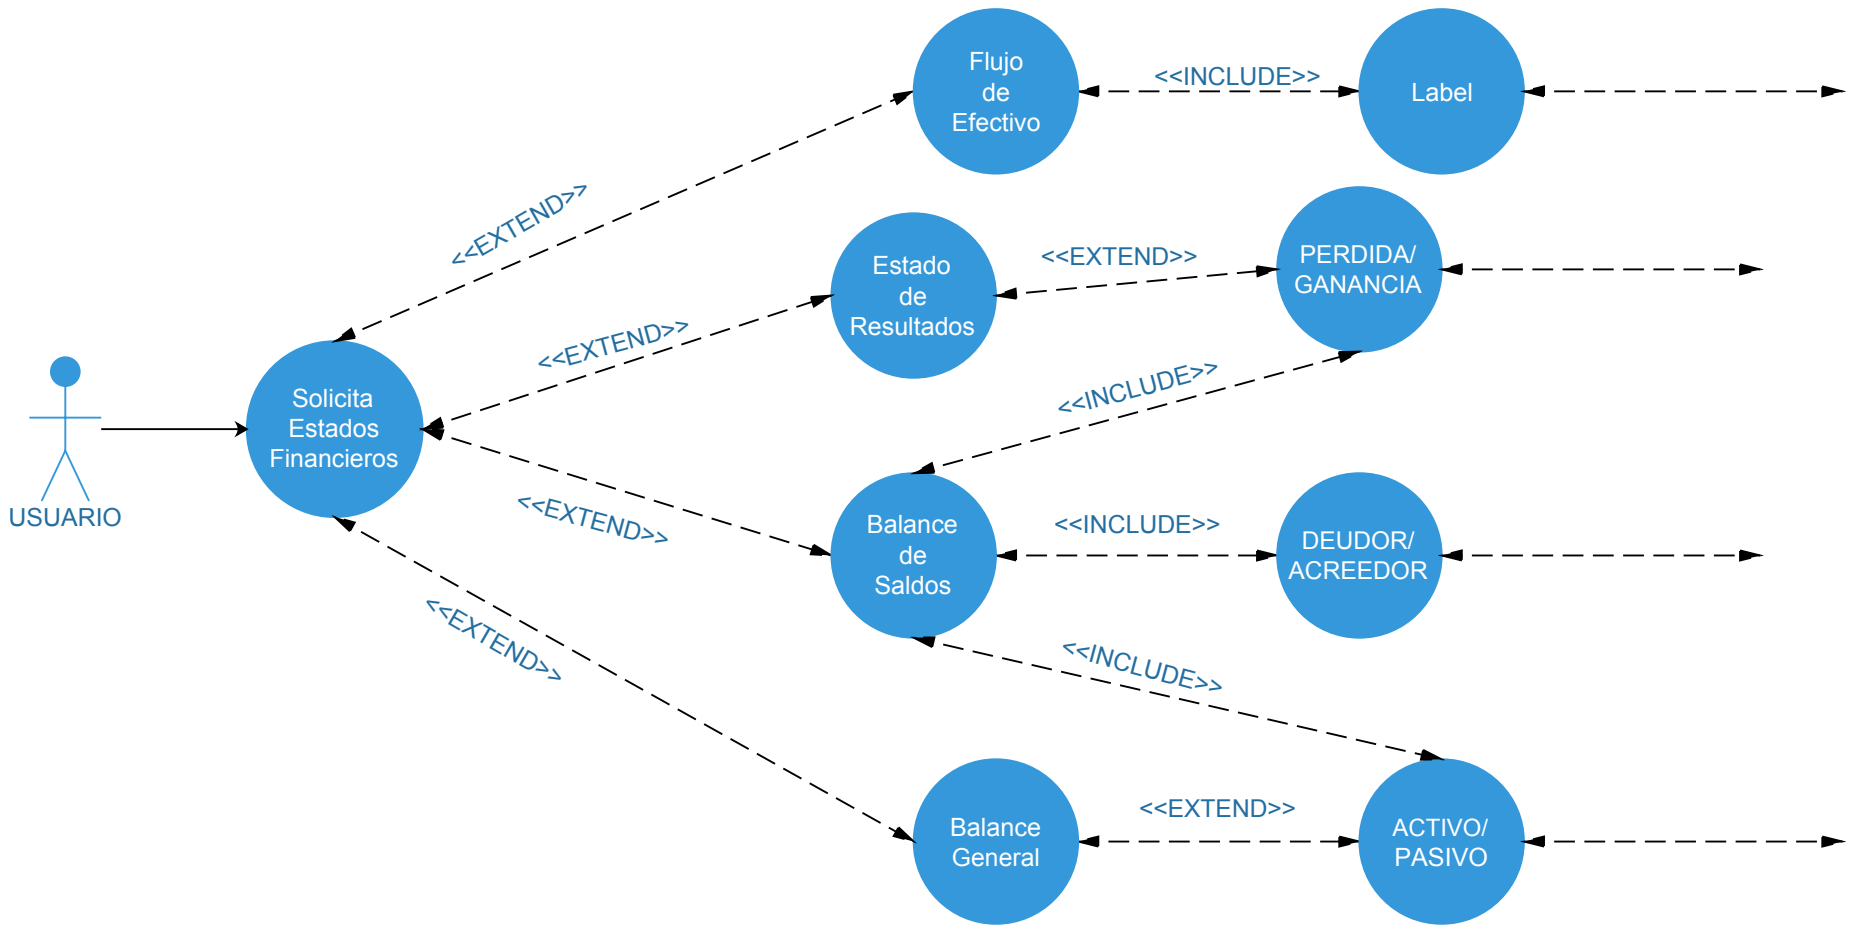 Flujo
de
Efectivo
<<INCLUDE>>
Label
<<EXTEND>>
Estado
de
Resultados
<<EXTEND>>
PERDIDA/
GANANCIA
<<EXTEND>>
<<INCLUDE>>
Solicita
Estados
Financieros
USUARIO
<<EXTEND>>
Balance
de
Saldos
<<INCLUDE>>
DEUDOR/
ACREEDOR
<<EXTEND>>
<<INCLUDE>>
Balance
General
<<EXTEND>>
ACTIVO/
PASIVO